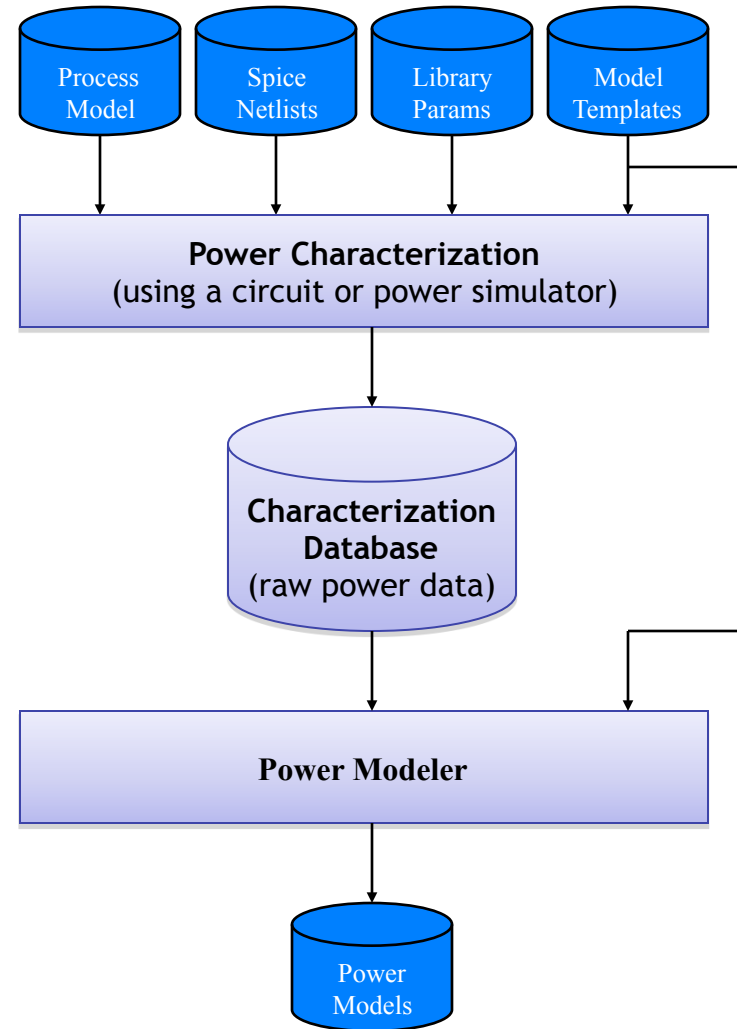 Process
Model
Spice
Netlists
Library
Params
Model
Templates
Power Characterization
(using a circuit or power simulator)
Characterization
Database
(raw power data)
Power Modeler
Power
Models